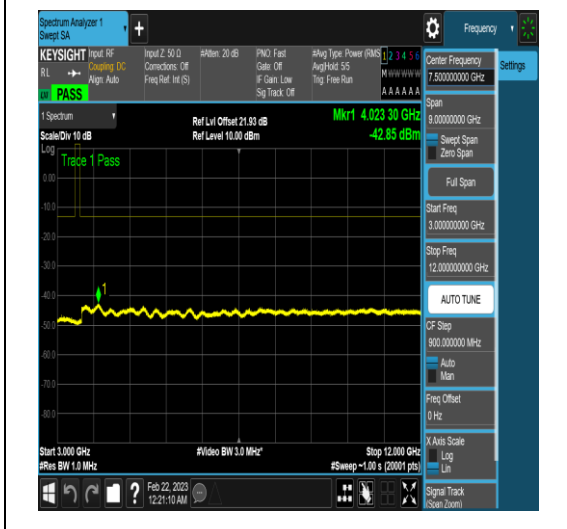 Spectrum Analyzer 1
Swept SA
+
Frequency
KEYSIGHT Input: RF Input Z: 50 Ω #Atten: 20 dB PNO: Fast #Avg Type: Power (RMS 1 2 3 4 5 6
RL Coupling: DC Corrections: Off Gate: Off Avg|Hold: 5/5 M W W W W W
Align: Auto Freq Ref: Int (S) IF Gain: Low Trig: Free Run
PASS Sig Track: Off A A A A A A
Center Frequency
7.500000000 GHz
Settings
Span
9.00000000 GHz
Swept Span
Zero Span
Full Span
Start Freq
3.000000000 GHz
Stop Freq
12.000000000 GHz
AUTO TUNE
CF Step
900.000000 MHz
Auto
Man
Freq Offset
0 Hz
X Axis Scale
Log
Lin
Signal Track
(Span Zoom)
1 Spectrum
Ref Lvl Offset 21.93 dB Mkr1 4.023 30 GHz
Scale/Div 10 dB Ref Level 10.00 dBm -42.85 dBm
Log
Trace 1 Pass
0.00
-10.0
-20.0
-30.0
-40.0
1
-50.0
-60.0
-70.0
-80.0
Start 3.000 GHz #Video BW 3.0 MHz* Stop 12.000 GHz
#Res BW 1.0 MHz #Sweep ~1.00 s (20001 pts)
? Feb 22, 2023
12:21:10 AM